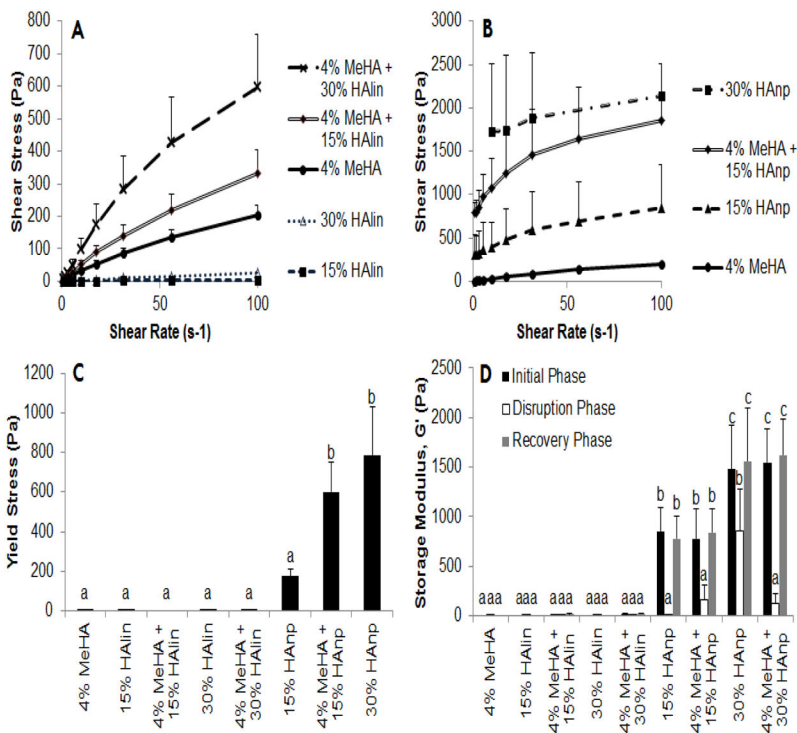 A
Shear Stress (Pa)
800
700
600
500
400
300
200
100
0
0
50
100
Shear Rate (s-1)
4% MeHA +
30% HAlin
4% MeHA +
15% HAlin
4% MeHA
30% HAlin
15% HAlin
B
Shear Stress (Pa)
3000
2500
2000
1500
1000
500
0
0
50
100
Shear Rate (s-1)
30% HAnp
4% MeHA +
15% HAnp
15% HAnp
4% MeHA
C
Yield Stress (Pa)
1200
1000
800
600
400
200
0
a
a
a
a
a
a
b
b
4% MeHA
15% HAlin
4% MeHA +
15% HAlin
30% HAlin
4% MeHA +
30% HAlin
15% HAnp
4% MeHA +
15% HAnp
30% HAnp
D
Initial Phase
Disruption Phase
Recovery Phase
Storage Modulus, G' (Pa)
2500
2000
1500
1000
500
0
aaa
aaa
aaa
aaa
aaa
b
a
b
b
a
b
c
b
c
c
a
c
4% MeHA
15% HAlin
4% MeHA +
15% HAlin
30% HAlin
4% MeHA +
30% HAlin
15% HAnp
4% MeHA +
15% HAnp
30% HAnp
4% MeHA +
30% HAnp